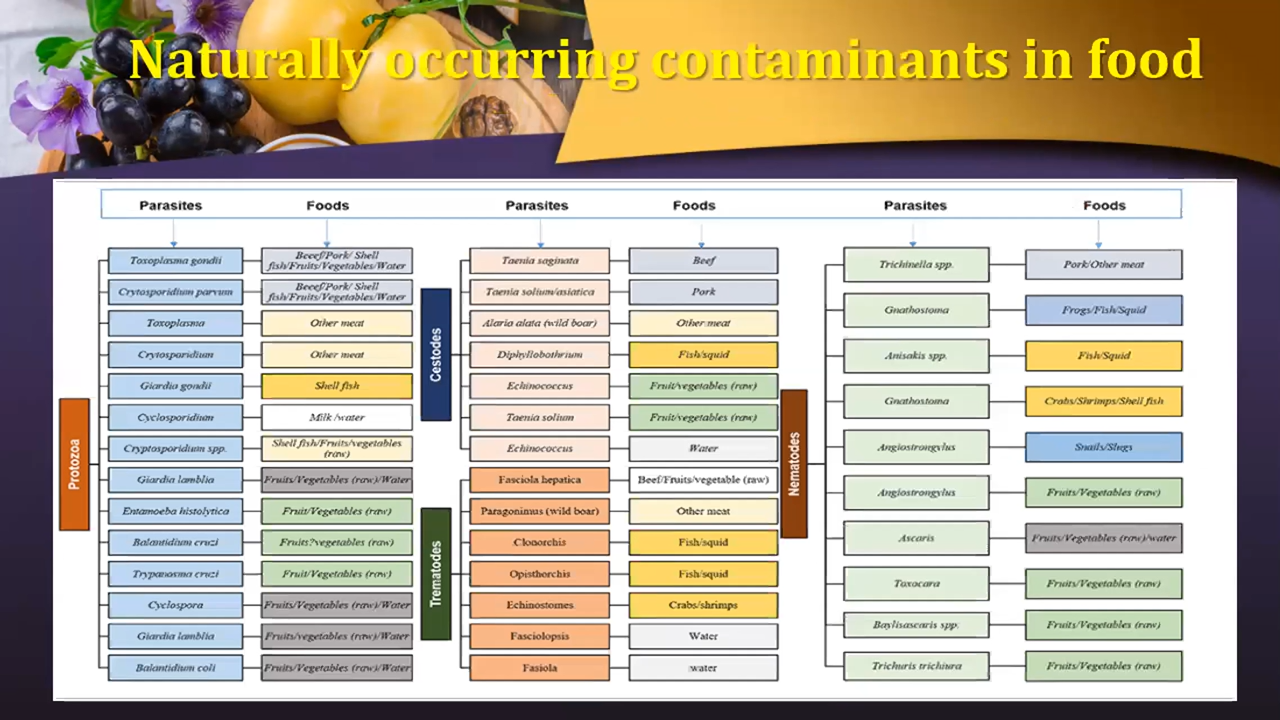 Naturally occurring contaminants in food
Parasites Foods Parasites Foods Parasites Foods
Protozoa
Toxoplasma gondii
Beeef/Pork/ Shell
fish/Fruits/Vegetables/Water
Crytosporidium parvum
Beeef/Pork/ Shell
fish/Fruits/Vegetables/Water
Toxoplasma
Other meat
Crytosporidium
Other meat
Giardia gondii
Shell fish
Cyclosporidium
Milk /water
Cryptosporidium spp.
Shell fish/Fruits/vegetables
(raw)
Giardia lamblia
Fruits/Vegetables (raw)/Water
Entamoeba histolytica
Fruit/Vegetables (raw)
Balantidium cruzi
Fruits?vegetables (raw)
Trypanosma cruzi
Fruit/Vegetables (raw)
Cyclospora
Fruits/Vegetables (raw)/Water
Giardia lamblia
Fruits/vegetables (raw)/Water
Balantidium coli
Fruits/Vegetables (raw)/Water
Cestodes
Taenia saginata
Beef
Taenia solium/asiatica
Pork
Alaria alata (wild boar)
Other meat
Diphyllobothrium
Fish/squid
Echinococcus
Fruit/vegetables (raw)
Taenia solium
Fruit/vegetables (raw)
Echinococcus
Water
Trematodes
Fasciola hepatica
Beef/Fruits/vegetable (raw)
Paragonimus (wild boar)
Other meat
Clonorchis
Fish/squid
Opisthorchis
Fish/squid
Echinostomes
Crabs/shrimps
Fasciolopsis
Water
Fasiola
water
Nematodes
Trichinella spp.
Pork/Other meat
Gnathostoma
Frogs/Fish/Squid
Anisakis spp.
Fish/Squid
Gnathostoma
Crabs/Shrimps/Shell fish
Angiostrongylus
Snails/Slugs
Angiostrongylus
Fruits/Vegetables (raw)
Ascaris
Fruits/Vegetables (raw)/water
Toxocara
Fruits/Vegetables (raw)
Baylisascaris spp.
Fruits/Vegetables (raw)
Trichuris trichiura
Fruits/Vegetables (raw)